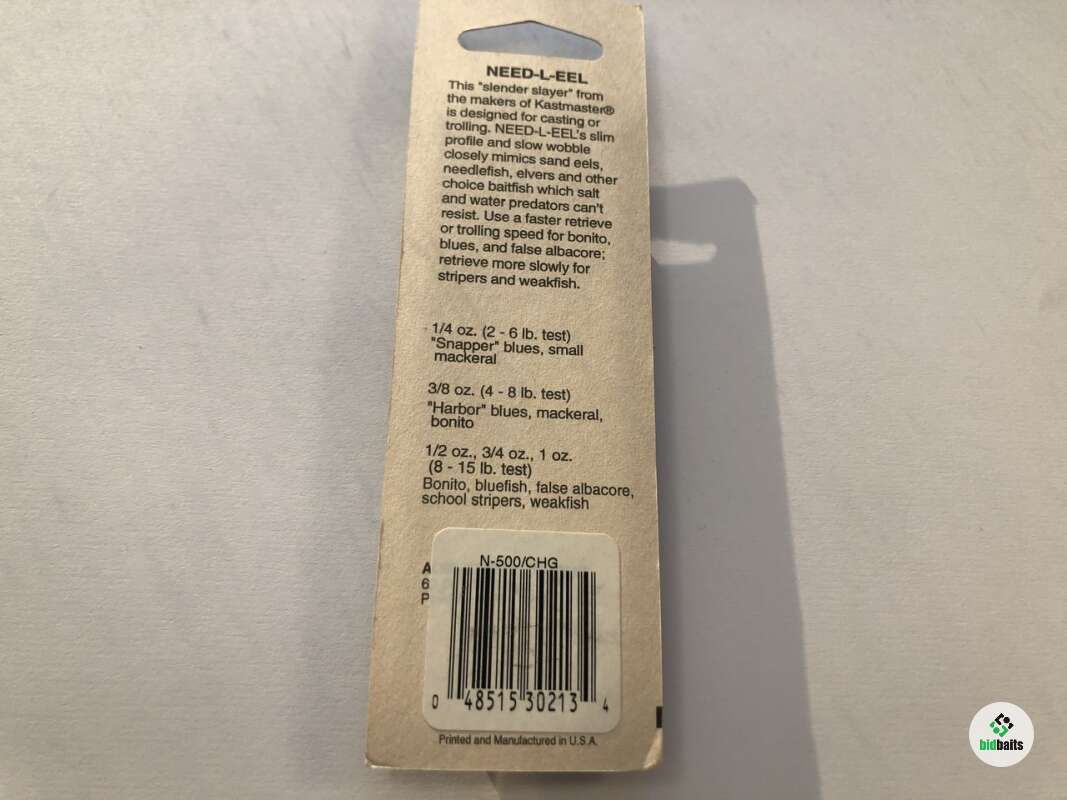 NEED-L-EEL
This "slender slayer" from
the makers of Kastmaster®
is designed for casting or
trolling. NEED-L-EEL's slim
profile and slow wobble
closely mimics sand eels,
needlefish, elvers and other
choice baitfish which salt
and water predators can't
resist. Use a faster retrieve
or trolling speed for bonito,
blues, and false albacore;
retrieve more slowly for
stripers and weakfish.
1/4 oz. (2 - 6 lb. test)
"Snapper" blues, small
mackeral
3/8 oz. (4 - 8 lb. test)
"Harbor" blues, mackeral,
bonito
1/2 oz., 3/4 oz., 1 oz.
(8 - 15 lb. test)
Bonito, bluefish, false albacore,
school stripers, weakfish
A
6
P
N-500/CHG
0 48515 30213 4
Printed and Manufactured in U.S.A.
bidbaits